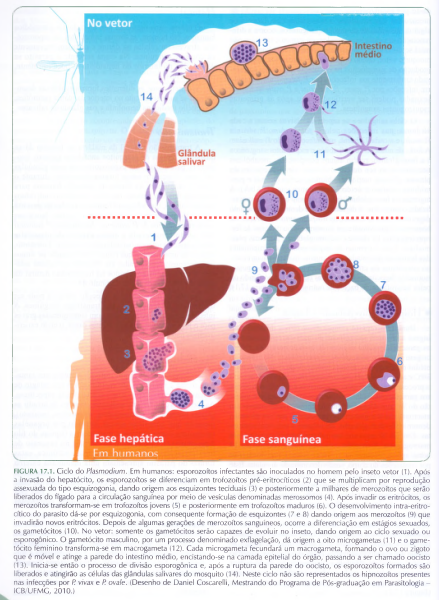 No vetor
13
Intestino
médio
14
12
Glândula
salivar
11
♀
10
♂
1
9
8
2
7
3
6
4
5
Fase hepática
Em humanos
Fase sanguínea
FIGURA 17.1. Ciclo do Plasmodium. Em humanos: esporozoítos infectantes são inoculados no homem pelo inseto vetor (1). Após
a invasão do hepatócito, os esporozoítos se diferenciam em trofozoítos pré-eritrocíticos (2) que se multiplicam por reprodução
assexuada do tipo esquizogonia, dando origem aos esquizontes teciduais (3) e posteriormente a milhares de merozoítos que serão
liberados do fígado para a circulação sanguínea por meio de vesículas denominadas merossomos (4). Após invadir os eritrócitos, os
merozoítos transformam-se em trofozoítos jovens (5) e posteriormente em trofozoítos maduros (6). O desenvolvimento intra-eritro-
cítico do parasito dá-se por esquizogonia, com consequente formação de esquizontes (7 e 8) dando origem aos merozoítos (9) que
invadirão novos eritrócitos. Depois de algumas gerações de merozoítos sanguíneos, ocorre a diferenciação em estágios sexuados,
os gametócitos (10). No vetor: somente os gametócitos serão capazes de evoluir no inseto, dando origem ao ciclo sexuado ou
esporogônico. O gametócito masculino, por um processo denominado exflagelação, dá origem a oito microgametas (11) e o game-
tócito feminino transforma-se em macrogameta (12). Cada microgameta fecundará um macrogameta, formando o ovo ou zigoto
que é móvel e atinge a parede do intestino médio, encistando-se na camada epitelial do órgão, passando a ser chamado oocisto
(13). Inicia-se então o processo de divisão esporogônica e, após a ruptura da parede do oocisto, os esporozoítos formados são
liberados e atingirão as células das glândulas salivares do mosquito (14). Neste ciclo não são representados os hipnozoítos presentes
nas infecções por P. vivax e P. ovale. (Desenho de Daniel Coscarelli, Mestrando do Programa de Pós-graduação em Parasitologia –
ICB/UFMG, 2010.)